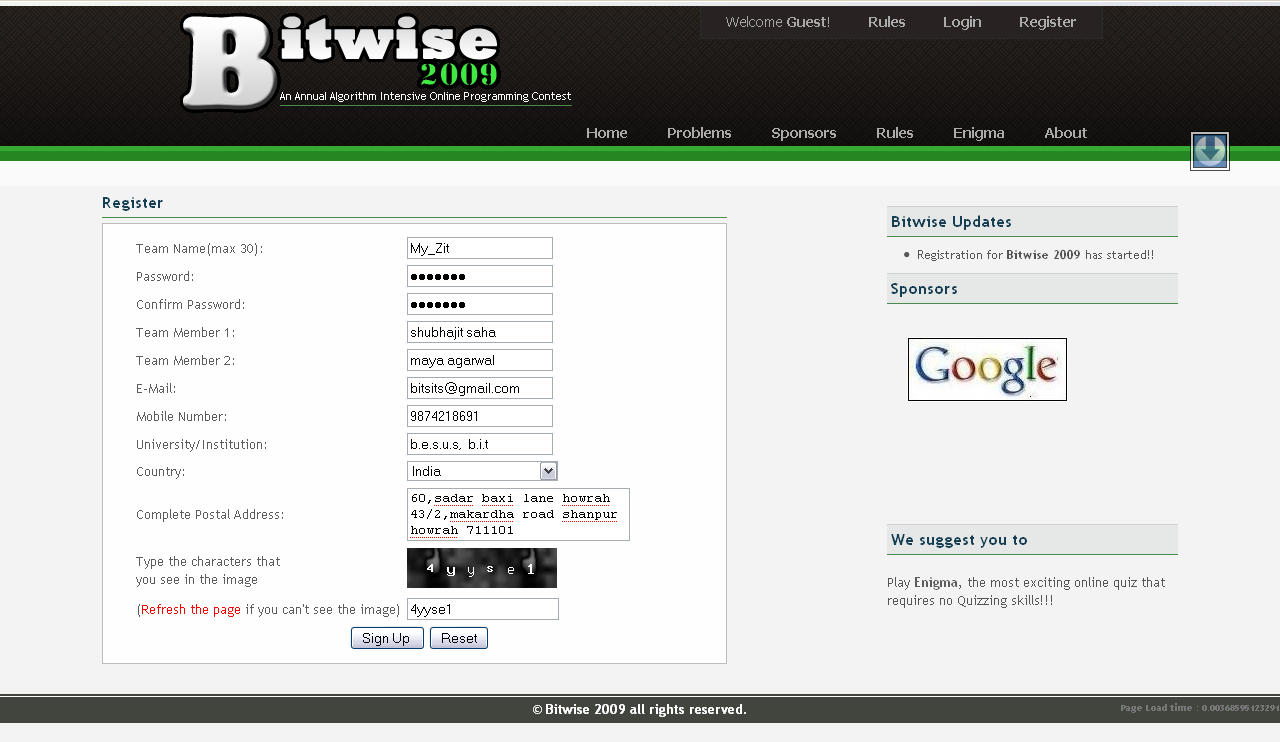 Bitwise
2009
An Annual Algorithm Intensive Online Programming Contest
Welcome Guest! Rules Login Register
Home Problems Sponsors Rules Enigma About
Register
Team Name(max 30): My_Zit
Password: •••••••
Confirm Password: •••••••
Team Member 1: shubhajit saha
Team Member 2: maya agarwal
E-Mail: bitsits@gmail.com
Mobile Number: 9874218691
University/Institution: b.e.s.u.s, b.i.t
Country: India
Complete Postal Address: 60,sadar baxi lane howrah
43/2,makardha road shanpur
howrah 711101
Type the characters that
you see in the image
4yyse1
(Refresh the page if you can't see the image) 4yyse1
Sign Up Reset
Bitwise Updates
• Registration for Bitwise 2009 has started!!
Sponsors
Google
We suggest you to
Play Enigma, the most exciting online quiz that
requires no Quizzing skills!!!
© Bitwise 2009 all rights reserved.
Page Load time :